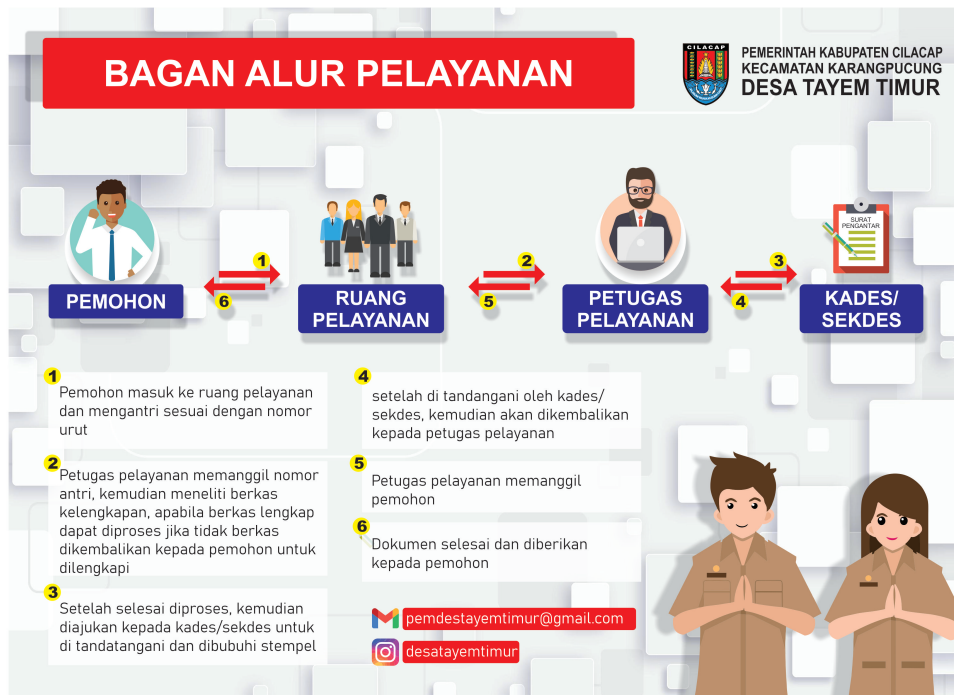 BAGAN ALUR PELAYANAN
CILACAP
PEMERINTAH KABUPATEN CILACAP
KECAMATAN KARANGPUCUNG
DESA TAYEM TIMUR
SURAT
PENGANTAR
1
6
2
5
3
4
PEMOHON
RUANG
PELAYANAN
PETUGAS
PELAYANAN
KADES/
SEKDES
1
Pemohon masuk ke ruang pelayanan
dan mengantri sesuai dengan nomor
urut
2
Petugas pelayanan memanggil nomor
antri, kemudian meneliti berkas
kelengkapan, apabila berkas lengkap
dapat diproses jika tidak berkas
dikembalikan kepada pemohon untuk
dilengkapi
3
Setelah selesai diproses, kemudian
diajukan kepada kades/sekdes untuk
di tandatangani dan dibubuhi stempel
4
setelah di tandangani oleh kades/
sekdes, kemudian akan dikembalikan
kepada petugas pelayanan
5
Petugas pelayanan memanggil
pemohon
6
Dokumen selesai dan diberikan
kepada pemohon
pemdestayemtimur@gmail.com
desatayemtimur